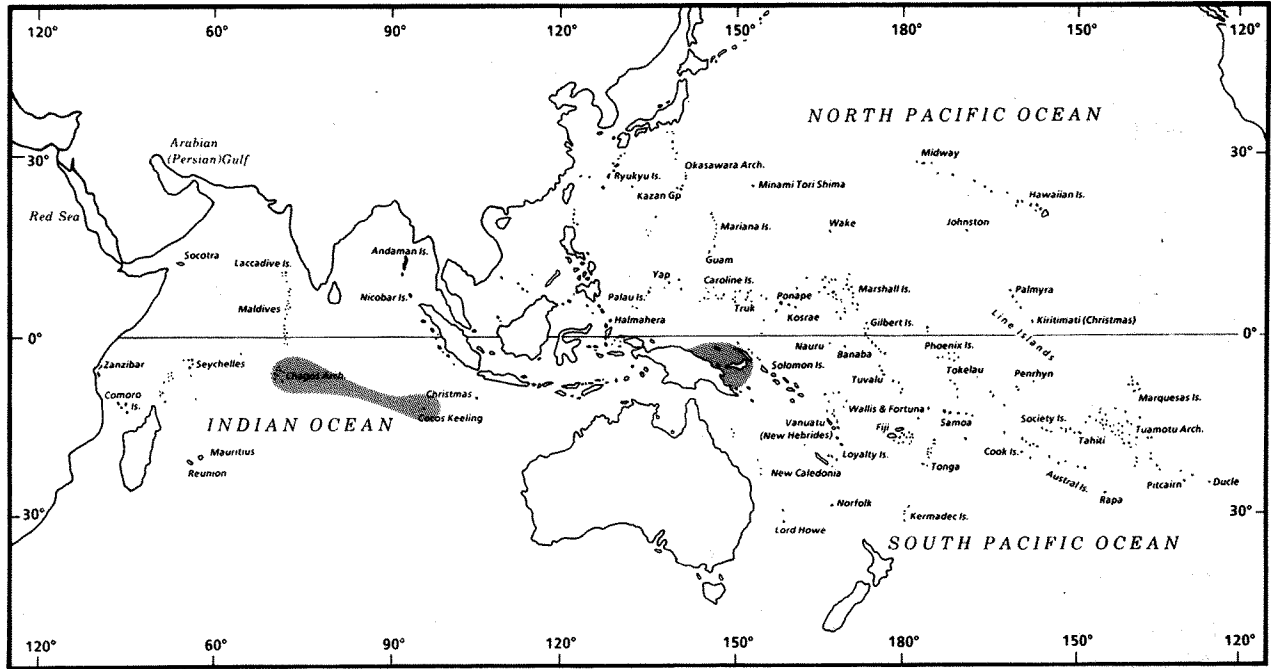 120° 60° 90° 120° 150° 180° 150° 120°
NORTH PACIFIC OCEAN
Arabian
(Persian)Gulf
30° 30°
Midway
Okasawara Arch.
Ryukyu Is.
Minami Tori Shima
Kazan Gp
Hawaiian Is.
Red Sea
Mariana Is.
Wake
Johnston
Andaman Is.
Socotra
Laccadive Is.
Guam
Yap
Caroline Is.
Marshall Is.
Palmyra
Nicobar Is.
Palau Is.
Ponape
Maldives
Truk
Kosrae
Halmahera
Gilbert Is.
Kiritimati (Christmas)
Line Islands
0° 0°
Nauru
Phoenix Is.
Banaba
Zanzibar
Seychelles
Solomon Is.
Tokelau
Chagos Arch.
Tuvalu
Penrhyn
Comoro
Is.
Christmas
Marquesas Is.
Wallis & Fortuna
Cocos Keeling
INDIAN OCEAN
Vanuatu
(New Hebrides)
Fiji
Samoa
Society Is.
Tahiti
Tuamotu Arch.
Mauritius
Loyalty Is.
Cook Is.
Reunion
New Caledonia
Tonga
Austral Is.
Rapa
Pitcairn
Ducle
Norfolk
30° 30°
Kermadec Is.
Lord Howe
SOUTH PACIFIC OCEAN
120° 60° 90° 120° 150° 180° 150° 120°